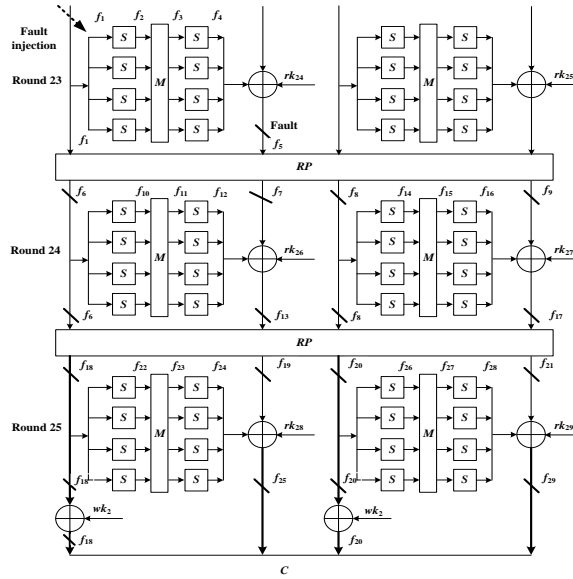 f1 f2 f3 f4
Fault
injection
S S S S
Round 23
S S M S S rk24 S S M S S rk25
S S S S
Fault
S S S S
f1 f5
RP
f6 f10 f11 f12 f7 f8 f14 f15 f16 f9
S S S S
S S S S
Round 24 M rk26 M rk27
S S S S
S S S S
f6 f13 f8 f17
RP
f18 f22 f23 f24 f19 f20 f26 f27 f28 f21
S S S S
S S S S
Round 25 M rk28 M rk29
S S S S
f18 S S f25 f20 S S f29
wk2 wk2
f18 f20
C